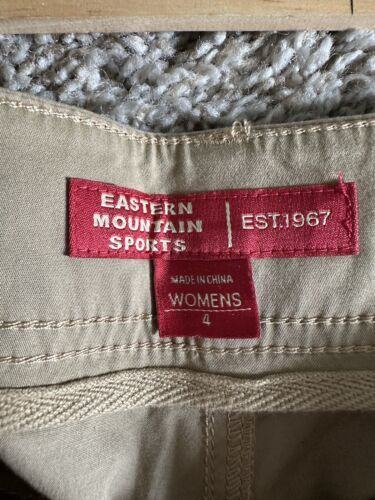 EASTERN
MOUNTAIN
SPORTS
EST.1967
MADE IN CHINA
WOMENS
4